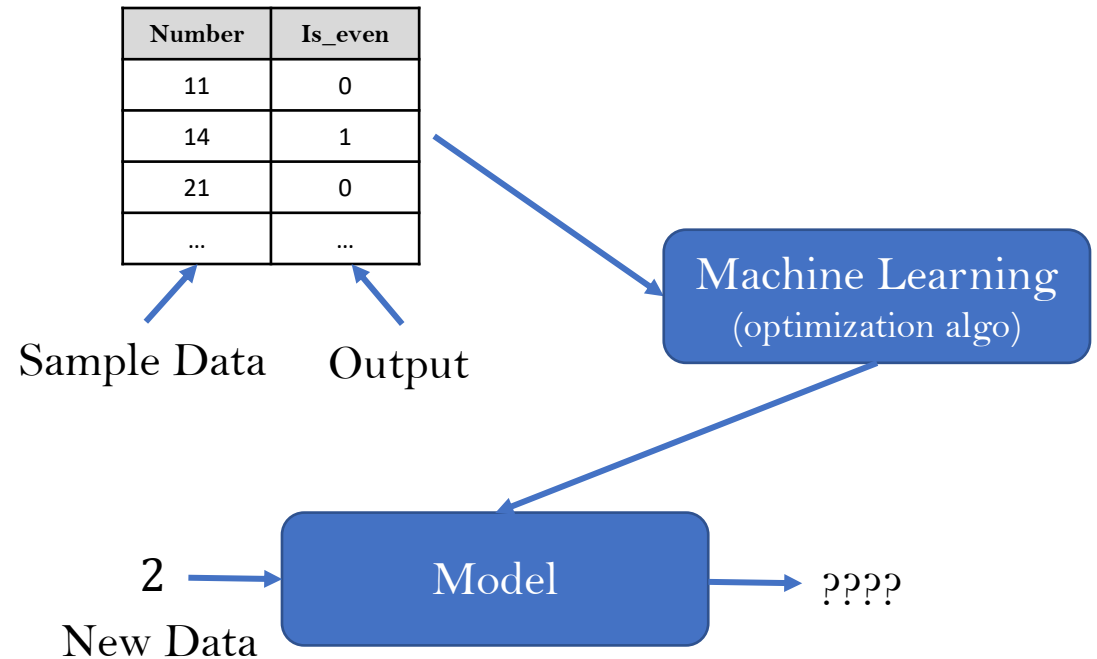 Number Is_even
11 0
14 1
21 0
... ...
Sample Data Output
Machine Learning
(optimization algo)
2 Model ????
New Data